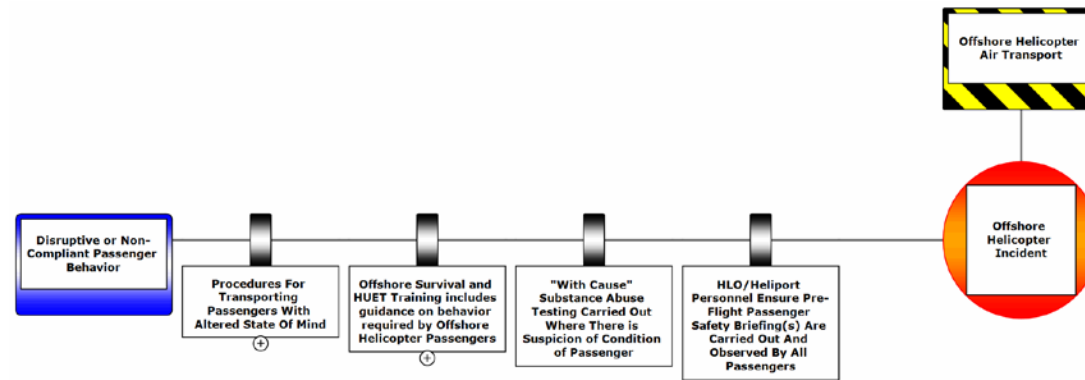 Offshore Helicopter
Air Transport
Disruptive or Non-
Compliant Passenger
Behavior
Procedures For
Transporting
Passengers With
Altered State Of Mind
Offshore Survival and
HUET Training includes
guidance on behavior
required by Offshore
Helicopter Passengers
"With Cause"
Substance Abuse
Testing Carried Out
Where There is
Suspicion of Condition
of Passenger
HLO/Heliport
Personnel Ensure Pre-
Flight Passenger
Safety Briefing(s) Are
Carried Out And
Observed By All
Passengers
Offshore
Helicopter
Incident